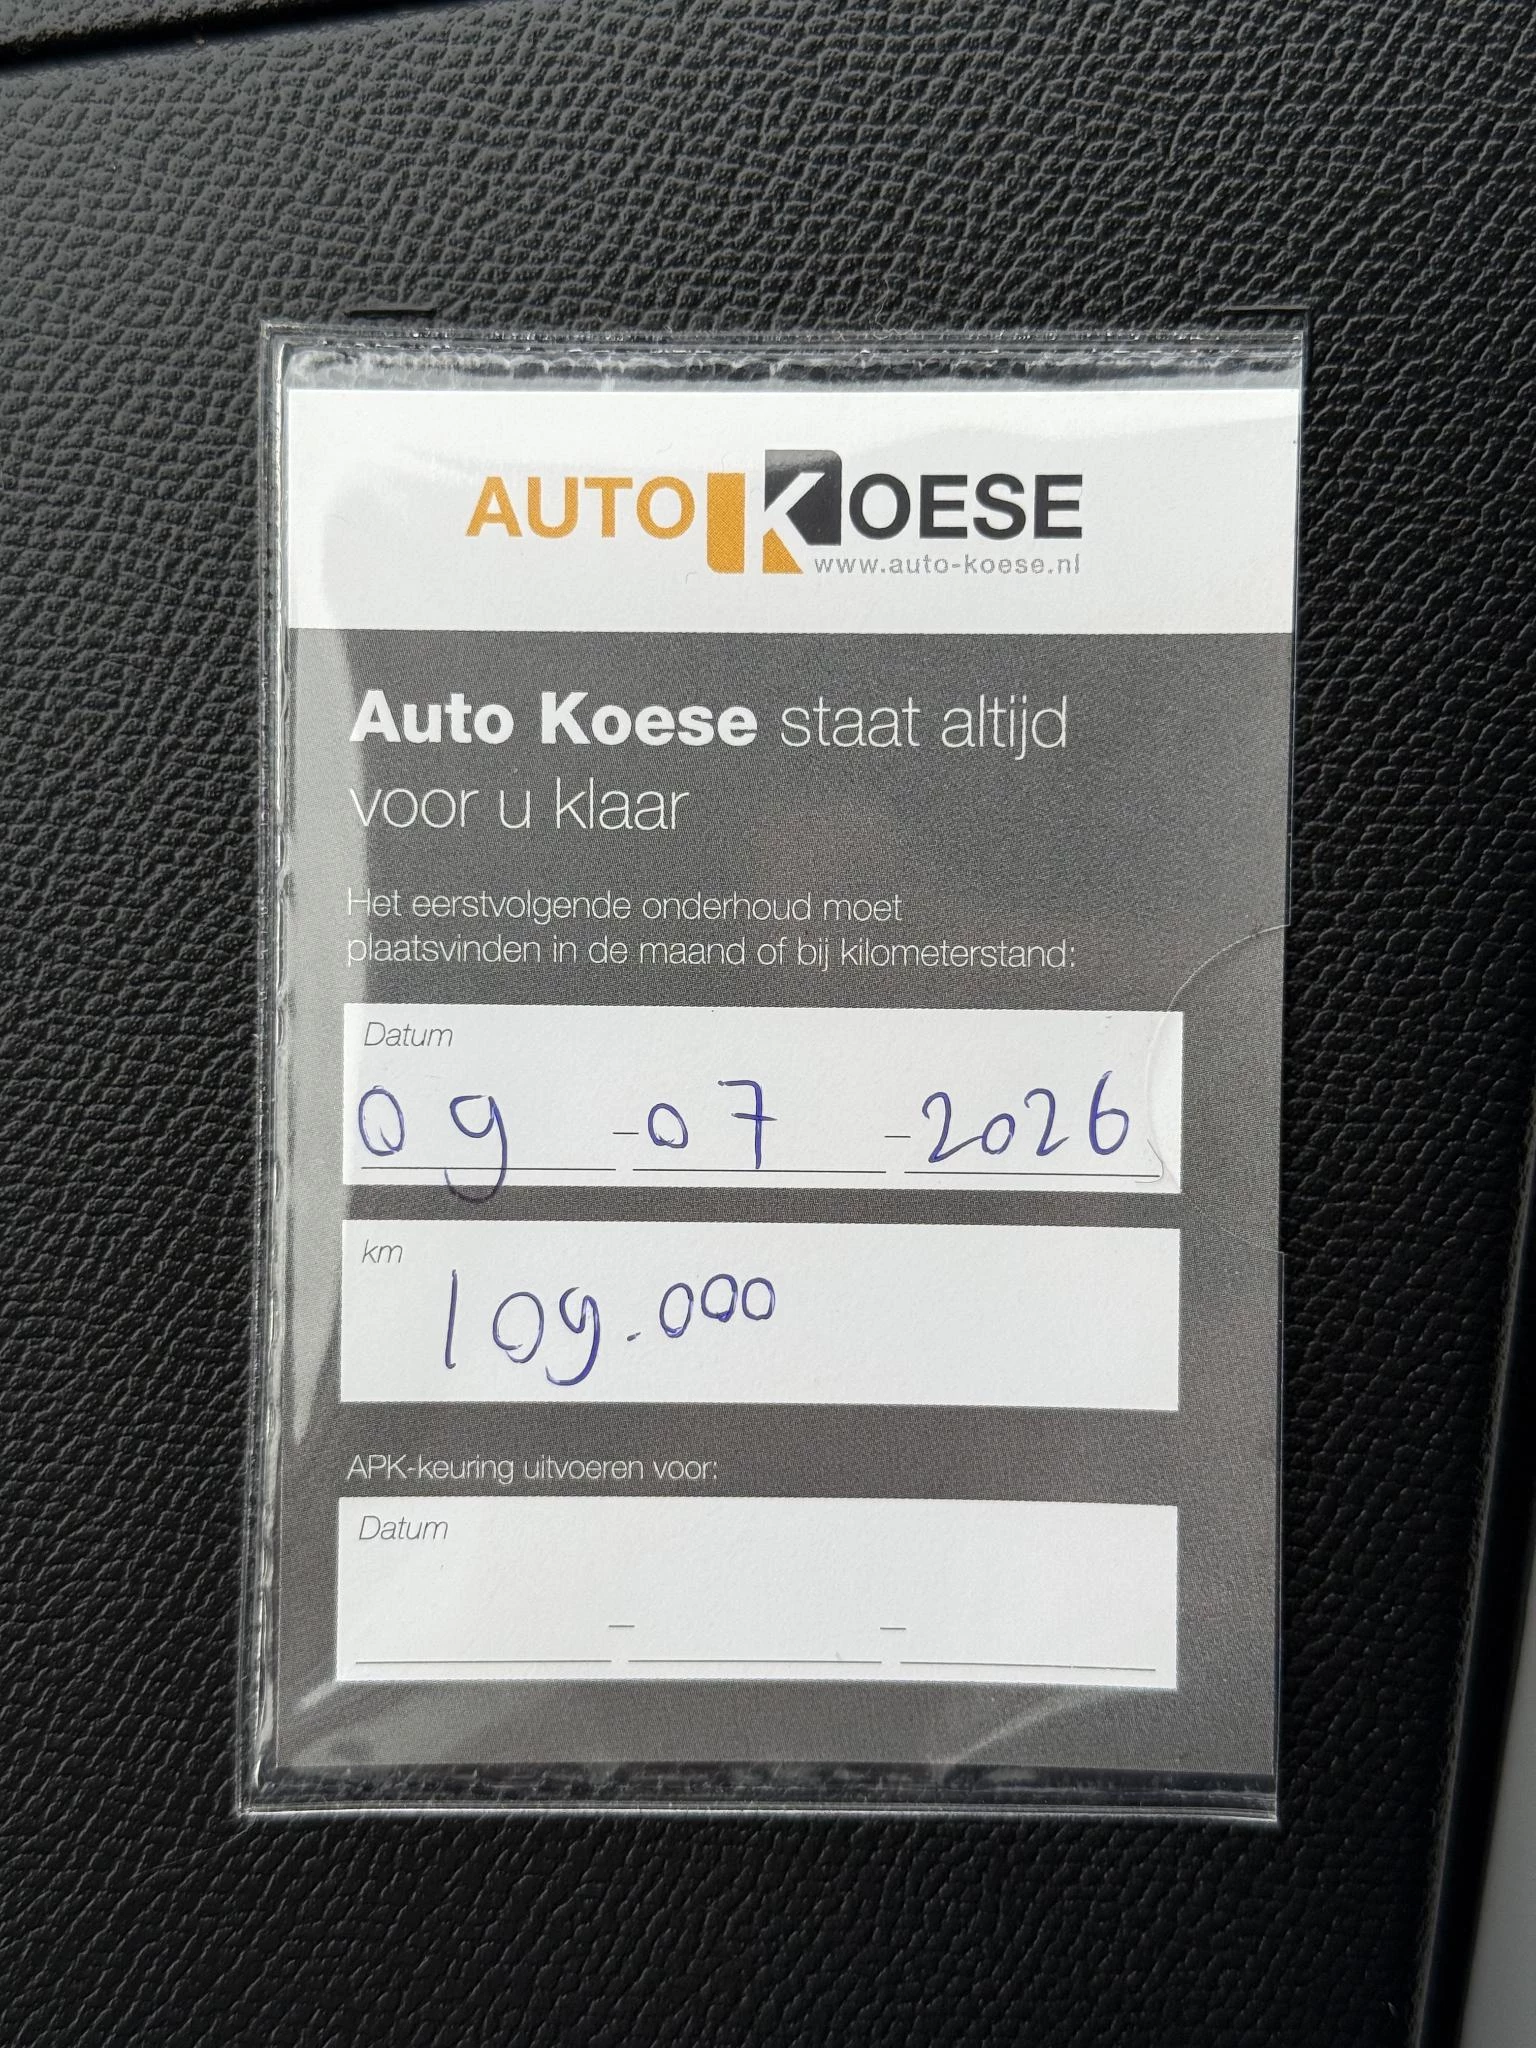 AUTO KOESE
www.auto-koese.nl
Auto Koese staat altijd
voor u klaar
Het eerstvolgende onderhoud moet
plaatsvinden in de maand of bij kilometerstand:
Datum
09 - 07 - 2026
km
109.000
APK-keuring uitvoeren voor:
Datum
- -